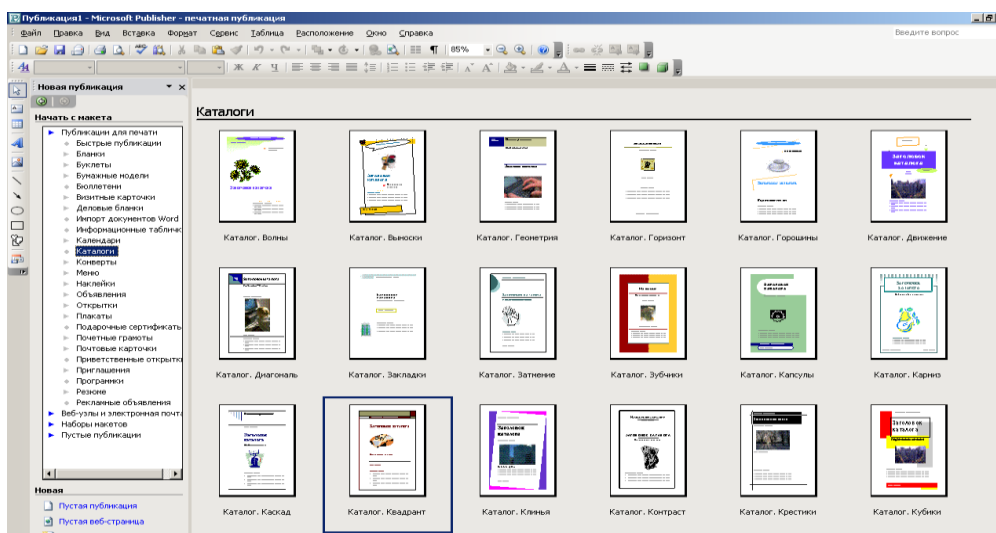 Публикация1 - Microsoft Publisher - печатная публикация
Файл Правка Вид Вставка Формат Сервис Таблица Расположение Окно Справка
Введите вопрос
85%
Ж К Ч
Новая публикация
Начать с макета
Каталоги
Публикации для печати
Быстрые публикации
Бланки
Буклеты
Бумажные модели
Бюллетени
Визитные карточки
Деловые бланки
Импорт документов Word
Информационные табличк
Календари
Каталоги
Конверты
Меню
Наклейки
Объявления
Открытки
Плакаты
Подарочные сертификаты
Почетные грамоты
Почтовые карточки
Приветственные открытки
Приглашения
Программки
Резюме
Рекламные объявления
Веб-узлы и электронная почта
Наборы макетов
Пустые публикации
Новая
Пустая публикация
Пустая веб-страница
Каталог. Волны
Каталог. Выноски
Каталог. Геометрия
Каталог. Горизонт
Каталог. Горошины
Каталог. Движение
Каталог. Диагональ
Каталог. Закладки
Каталог. Затмение
Каталог. Зубчики
Каталог. Капсулы
Каталог. Карниз
Каталог. Каскад
Каталог. Квадрант
Каталог. Клинья
Каталог. Контраст
Каталог. Крестики
Каталог. Кубики